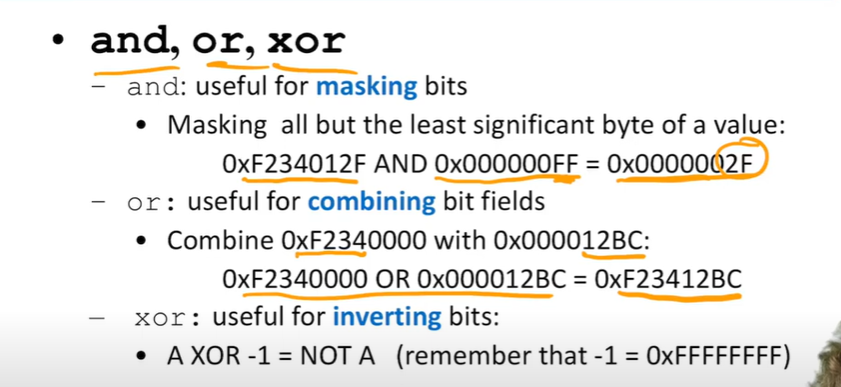 • and, or, xor
– and: useful for masking bits
• Masking all but the least significant byte of a value:
0xF234012F AND 0x000000FF = 0x0000002F
– or: useful for combining bit fields
• Combine 0xF2340000 with 0x000012BC:
0xF2340000 OR 0x000012BC = 0xF23412BC
– xor: useful for inverting bits:
• A XOR -1 = NOT A (remember that -1 = 0xFFFFFFFF)